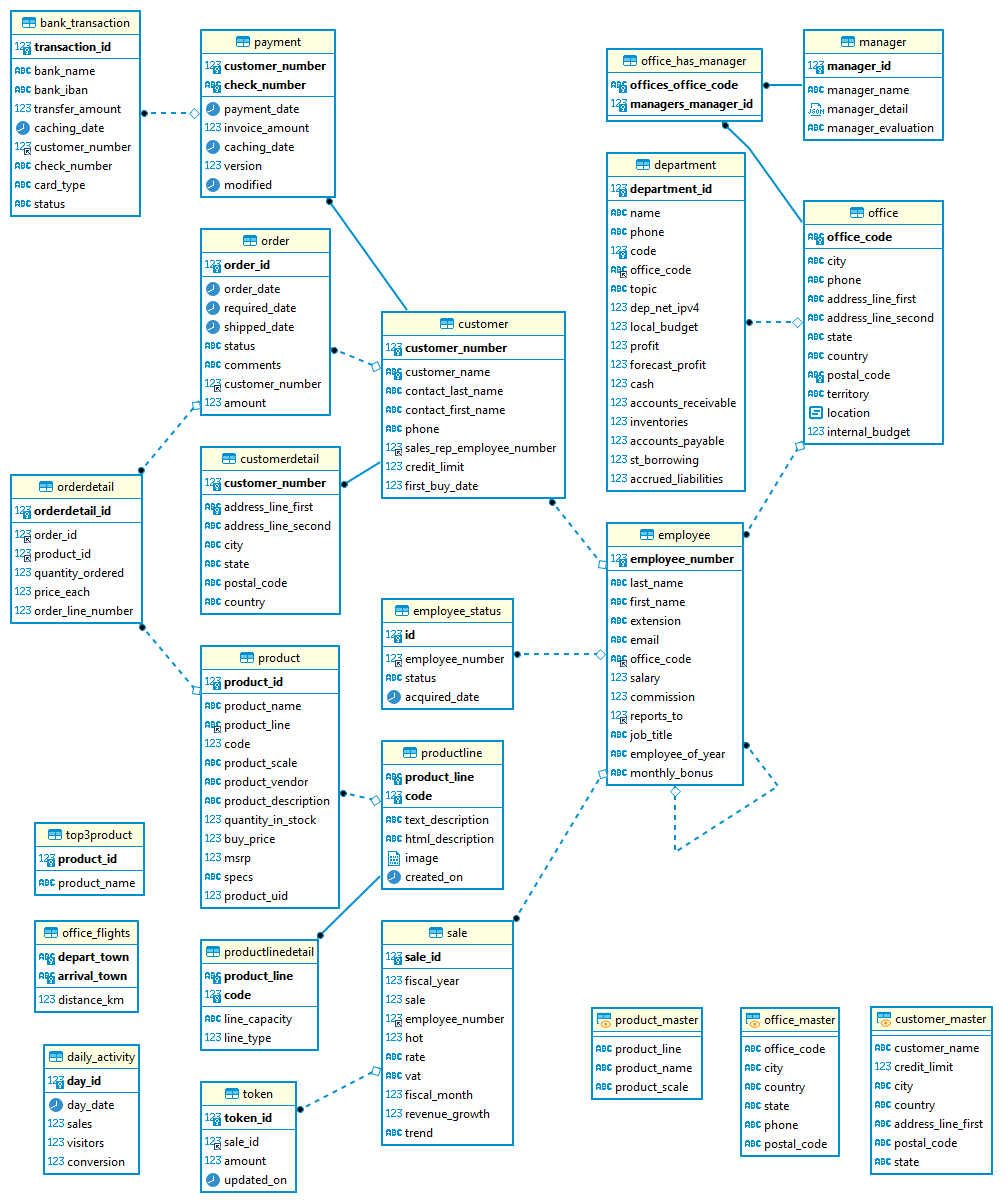 bank_transaction
transaction_id
bank_name
bank_iban
transfer_amount
caching_date
customer_number
check_number
card_type
status
payment
customer_number
check_number
payment_date
invoice_amount
caching_date
version
modified
office_has_manager
offices_office_code
managers_manager_id
manager
manager_id
manager_name
manager_detail
manager_evaluation
department
department_id
name
phone
code
office_code
topic
dep_net_ipv4
local_budget
profit
forecast_profit
cash
accounts_receivable
inventories
accounts_payable
st_borrowing
accrued_liabilities
office
office_code
city
phone
address_line_first
address_line_second
state
country
postal_code
territory
location
internal_budget
order
order_id
order_date
required_date
shipped_date
status
comments
customer_number
amount
customer
customer_number
customer_name
contact_last_name
contact_first_name
phone
sales_rep_employee_number
credit_limit
first_buy_date
customerdetail
customer_number
address_line_first
address_line_second
city
state
postal_code
country
orderdetail
orderdetail_id
order_id
product_id
quantity_ordered
price_each
order_line_number
employee
employee_number
last_name
first_name
extension
email
office_code
salary
commission
reports_to
job_title
employee_of_year
monthly_bonus
employee_status
id
employee_number
status
acquired_date
product
product_id
product_name
product_line
code
product_scale
product_vendor
product_description
quantity_in_stock
buy_price
msrp
specs
product_uid
productline
product_line
code
text_description
html_description
image
created_on
top3product
product_id
product_name
office_flights
depart_town
arrival_town
distance_km
productlinedetail
product_line
code
line_capacity
line_type
sale
sale_id
fiscal_year
sale
employee_number
hot
rate
vat
fiscal_month
revenue_growth
trend
daily_activity
day_id
day_date
sales
visitors
conversion
token
token_id
sale_id
amount
updated_on
product_master
product_line
product_name
product_scale
office_master
office_code
city
country
state
phone
postal_code
customer_master
customer_name
credit_limit
city
country
address_line_first
postal_code
state